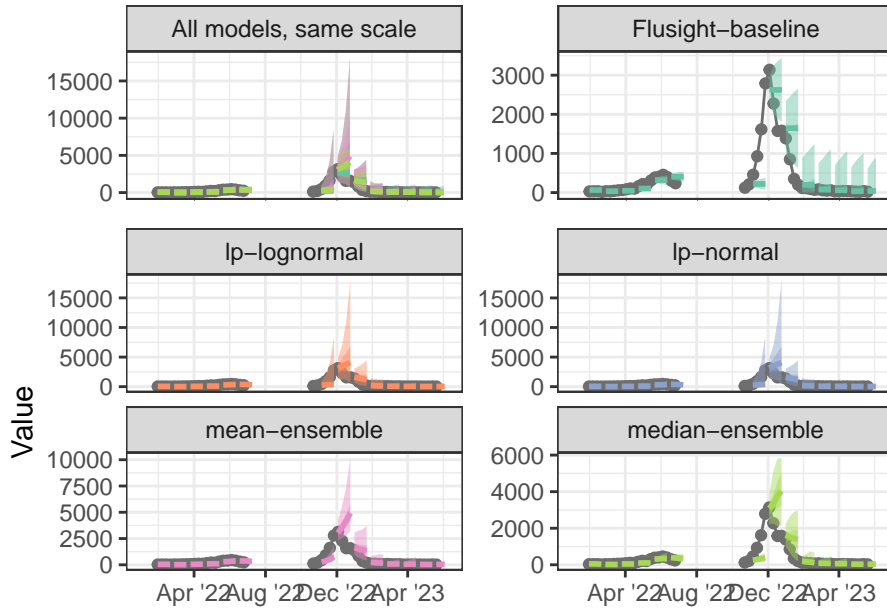 All models, same scale
Flusight−baseline
15000
10000
5000
0
3000
2000
1000
0
lp−lognormal
lp−normal
15000
10000
5000
0
15000
10000
5000
0
Value
mean−ensemble
median−ensemble
10000
7500
5000
2500
0
6000
4000
2000
0
Apr '22 Aug '22 Dec '22 Apr '23
Apr '22 Aug '22 Dec '22 Apr '23